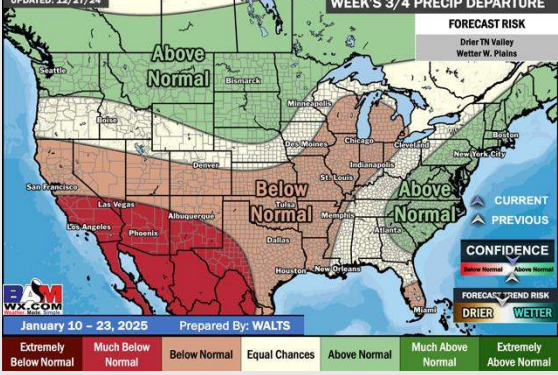 UPDATED: 12/27/24
WEEK'S 3/4 PRECIP DEPARTURE
FORECAST RISK
Drier TN Valley
Wetter W. Plains
Seattle
Above
Normal
Bismarck
Minneapolis
Boise
Boston
Chicago
Cleveland
Des Moines
New York City
Denver
Indianapolis
San Francisco
St. Louis
Below
Normal
Above
Normal
CURRENT
PREVIOUS
Las Vegas
Tulsa
Memphis
Albuquerque
Los Angeles
Phoenix
Atlanta
Dallas
CONFIDENCE
Below Normal
Above Normal
Houston
New Orleans
FORECAST TREND RISK
DRIER
WETTER
Miami
BAM
WX.COM
Weather. Made. Simple.
January 10 – 23, 2025
Prepared By: WALTS
Extremely
Below Normal
Much Below
Normal
Below Normal
Equal Chances
Above Normal
Much Above
Normal
Extremely
Above Normal